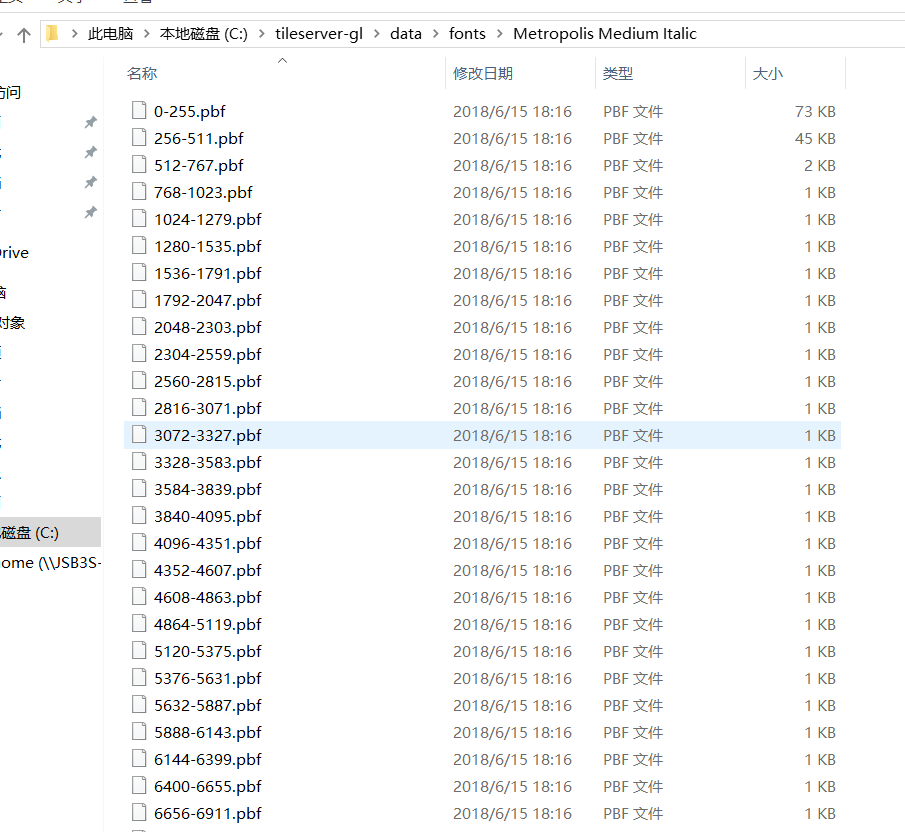 此电脑 > 本地磁盘 (C:) > tileserver-gl > data > fonts > Metropolis Medium Italic
名称 修改日期 类型 大小
访问
0-255.pbf 2018/6/15 18:16 PBF 文件 73 KB
256-511.pbf 2018/6/15 18:16 PBF 文件 45 KB
512-767.pbf 2018/6/15 18:16 PBF 文件 2 KB
768-1023.pbf 2018/6/15 18:16 PBF 文件 1 KB
1024-1279.pbf 2018/6/15 18:16 PBF 文件 1 KB
1280-1535.pbf 2018/6/15 18:16 PBF 文件 1 KB
1536-1791.pbf 2018/6/15 18:16 PBF 文件 1 KB
1792-2047.pbf 2018/6/15 18:16 PBF 文件 1 KB
2048-2303.pbf 2018/6/15 18:16 PBF 文件 1 KB
2304-2559.pbf 2018/6/15 18:16 PBF 文件 1 KB
2560-2815.pbf 2018/6/15 18:16 PBF 文件 1 KB
2816-3071.pbf 2018/6/15 18:16 PBF 文件 1 KB
3072-3327.pbf 2018/6/15 18:16 PBF 文件 1 KB
3328-3583.pbf 2018/6/15 18:16 PBF 文件 1 KB
3584-3839.pbf 2018/6/15 18:16 PBF 文件 1 KB
3840-4095.pbf 2018/6/15 18:16 PBF 文件 1 KB
4096-4351.pbf 2018/6/15 18:16 PBF 文件 1 KB
4352-4607.pbf 2018/6/15 18:16 PBF 文件 1 KB
4608-4863.pbf 2018/6/15 18:16 PBF 文件 1 KB
4864-5119.pbf 2018/6/15 18:16 PBF 文件 1 KB
5120-5375.pbf 2018/6/15 18:16 PBF 文件 1 KB
5376-5631.pbf 2018/6/15 18:16 PBF 文件 1 KB
5632-5887.pbf 2018/6/15 18:16 PBF 文件 1 KB
5888-6143.pbf 2018/6/15 18:16 PBF 文件 1 KB
6144-6399.pbf 2018/6/15 18:16 PBF 文件 1 KB
6400-6655.pbf 2018/6/15 18:16 PBF 文件 1 KB
6656-6911.pbf 2018/6/15 18:16 PBF 文件 1 KB
rive
脑
对象
磁盘 (C:)
ome (\\JSB3S-